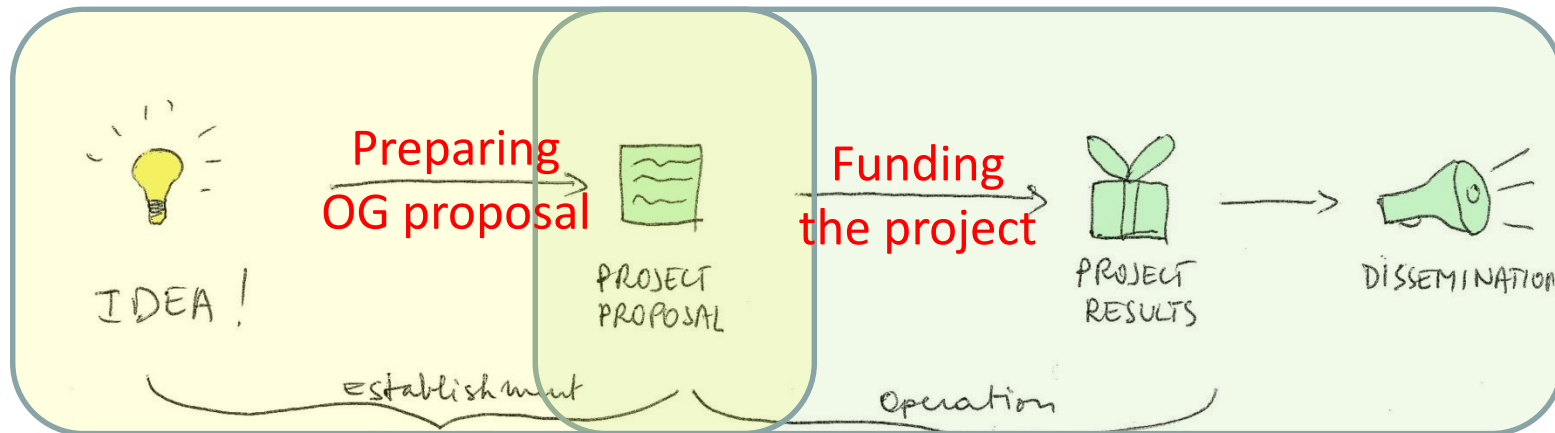 Preparing
OG proposal
Funding
the project
IDEA !
PROJECT
PROPOSAL
PROJECT
RESULTS
DISSEMINATION
Establishment
Operation